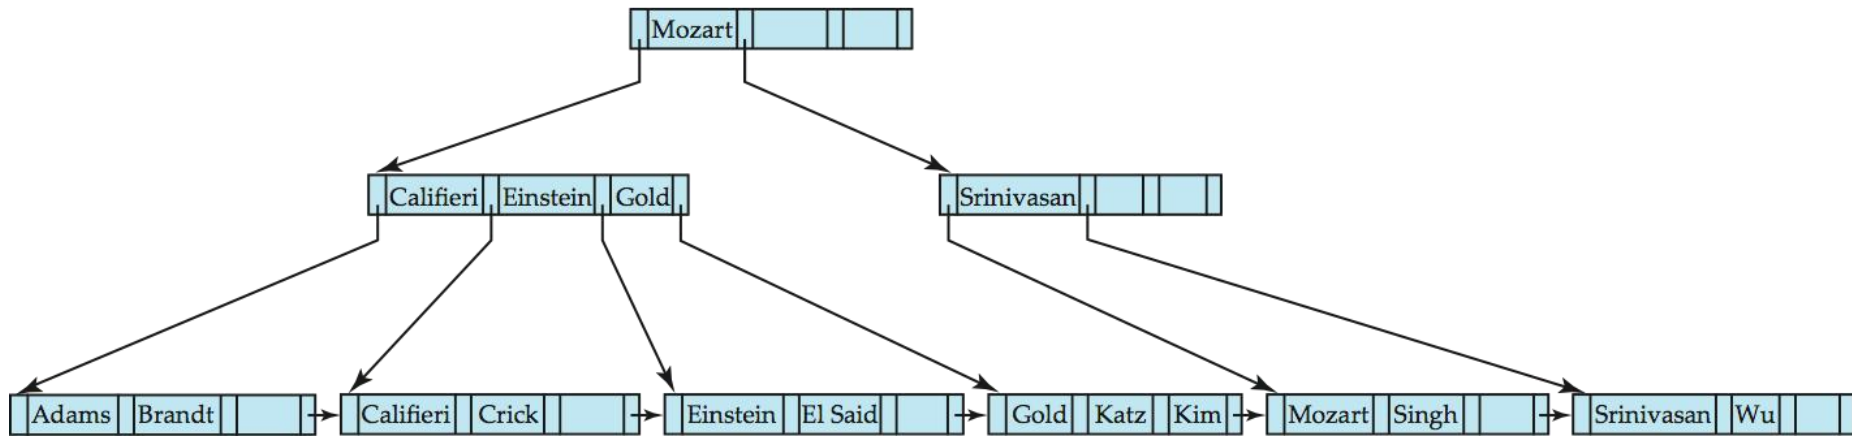 Mozart
Califieri Einstein Gold Srinivasan
Adams Brandt Califieri Crick Einstein El Said Gold Katz Kim Mozart Singh Srinivasan Wu